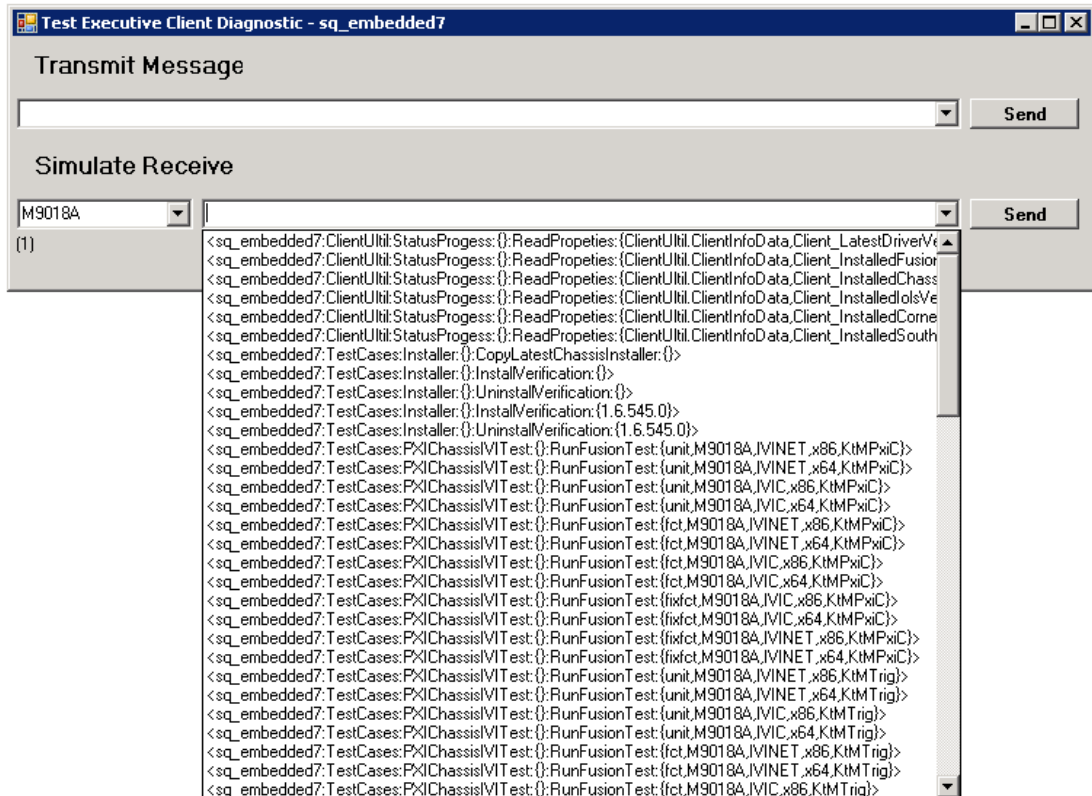 Test Executive Client Diagnostic - sq_embedded7
Transmit Message
Send
Simulate Receive
M9018A
Send
(1)
<sq_embedded7:ClientUltil:StatusProgess:{}:ReadPropeties:{ClientUltil.ClientInfoData,Client_LatestDriverVe
<sq_embedded7:ClientUltil:StatusProgess:{}:ReadPropeties:{ClientUltil.ClientInfoData,Client_InstalledFusion
<sq_embedded7:ClientUltil:StatusProgess:{}:ReadPropeties:{ClientUltil.ClientInfoData,Client_InstalledChass
<sq_embedded7:ClientUltil:StatusProgess:{}:ReadPropeties:{ClientUltil.ClientInfoData,Client_InstalledIolsVe
<sq_embedded7:ClientUltil:StatusProgess:{}:ReadPropeties:{ClientUltil.ClientInfoData,Client_InstalledCorne
<sq_embedded7:ClientUltil:StatusProgess:{}:ReadPropeties:{ClientUltil.ClientInfoData,Client_InstalledSouth
<sq_embedded7:TestCases:Installer:{}:CopyLatestChassisInstaller:{}>
<sq_embedded7:TestCases:Installer:{}:InstallVerification:{}>
<sq_embedded7:TestCases:Installer:{}:UninstallVerification:{}>
<sq_embedded7:TestCases:Installer:{}:InstallVerification:{1.6.545.0}>
<sq_embedded7:TestCases:Installer:{}:UninstallVerification:{1.6.545.0}>
<sq_embedded7:TestCases:PXIChassisIVITest:{}:RunFusionTest:{unit,M9018A,IVINET,x86,KtMPxiC}>
<sq_embedded7:TestCases:PXIChassisIVITest:{}:RunFusionTest:{unit,M9018A,IVINET,x64,KtMPxiC}>
<sq_embedded7:TestCases:PXIChassisIVITest:{}:RunFusionTest:{unit,M9018A,IVIC,x86,KtMPxiC}>
<sq_embedded7:TestCases:PXIChassisIVITest:{}:RunFusionTest:{unit,M9018A,IVIC,x64,KtMPxiC}>
<sq_embedded7:TestCases:PXIChassisIVITest:{}:RunFusionTest:{fct,M9018A,IVINET,x86,KtMPxiC}>
<sq_embedded7:TestCases:PXIChassisIVITest:{}:RunFusionTest:{fct,M9018A,IVINET,x64,KtMPxiC}>
<sq_embedded7:TestCases:PXIChassisIVITest:{}:RunFusionTest:{fct,M9018A,IVIC,x86,KtMPxiC}>
<sq_embedded7:TestCases:PXIChassisIVITest:{}:RunFusionTest:{fct,M9018A,IVIC,x64,KtMPxiC}>
<sq_embedded7:TestCases:PXIChassisIVITest:{}:RunFusionTest:{fixfct,M9018A,IVIC,x86,KtMPxiC}>
<sq_embedded7:TestCases:PXIChassisIVITest:{}:RunFusionTest:{fixfct,M9018A,IVIC,x64,KtMPxiC}>
<sq_embedded7:TestCases:PXIChassisIVITest:{}:RunFusionTest:{fixfct,M9018A,IVINET,x86,KtMPxiC}>
<sq_embedded7:TestCases:PXIChassisIVITest:{}:RunFusionTest:{fixfct,M9018A,IVINET,x64,KtMPxiC}>
<sq_embedded7:TestCases:PXIChassisIVITest:{}:RunFusionTest:{unit,M9018A,IVINET,x86,KtMTrig}>
<sq_embedded7:TestCases:PXIChassisIVITest:{}:RunFusionTest:{unit,M9018A,IVINET,x64,KtMTrig}>
<sq_embedded7:TestCases:PXIChassisIVITest:{}:RunFusionTest:{unit,M9018A,IVIC,x86,KtMTrig}>
<sq_embedded7:TestCases:PXIChassisIVITest:{}:RunFusionTest:{unit,M9018A,IVIC,x64,KtMTrig}>
<sq_embedded7:TestCases:PXIChassisIVITest:{}:RunFusionTest:{fct,M9018A,IVINET,x86,KtMTrig}>
<sq_embedded7:TestCases:PXIChassisIVITest:{}:RunFusionTest:{fct,M9018A,IVINET,x64,KtMTrig}>
<sq_embedded7:TestCases:PXIChassisIVITest:{}:RunFusionTest:{fct,M9018A,IVIC,x86,KtMTrig}>